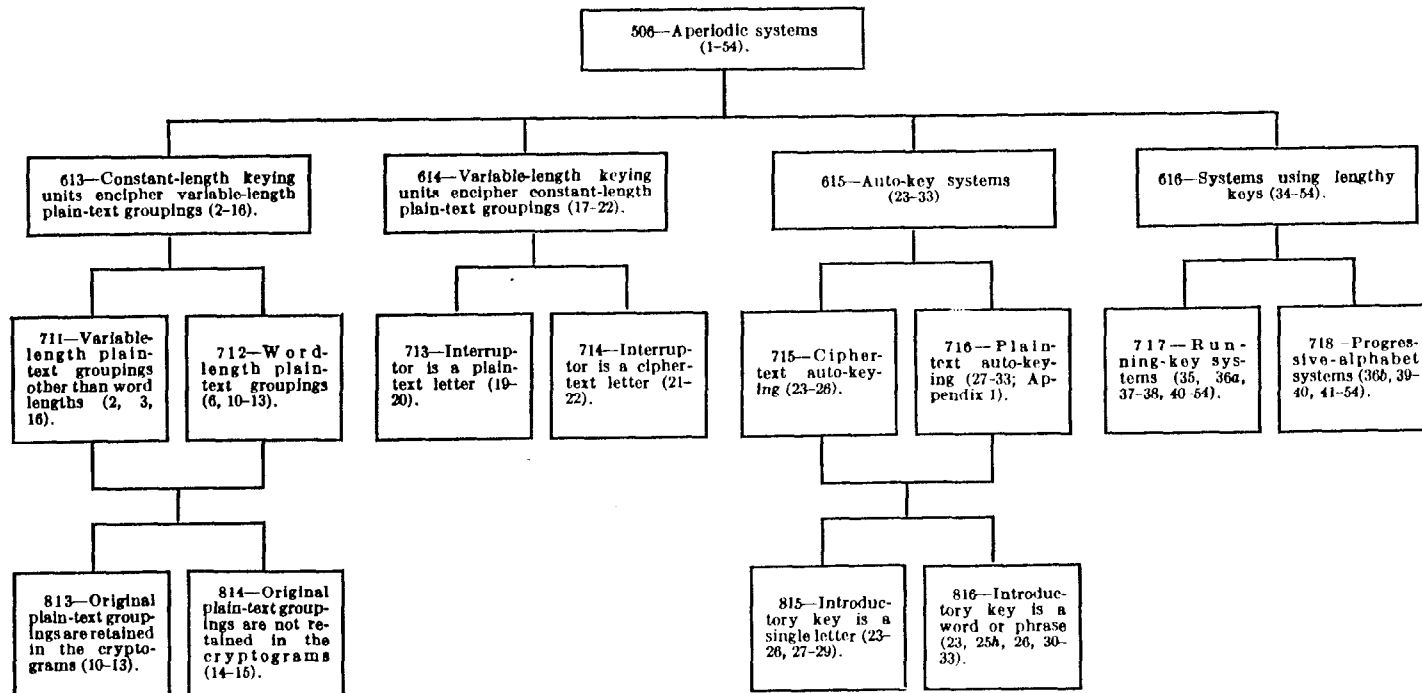 506—Aperiodic systems
(1-54).
613—Constant-length keying
units encipher variable-length
plain-text groupings (2-16).
614—Variable-length keying
units encipher constant-length
plain-text groupings (17-22).
615—Auto-key systems
(23-33)
616—Systems using lengthy
keys (34-54).
711—Variable-
length plain-
text groupings
other than word
lengths (2, 3,
16).
712—Word-
length plain-
text groupings
(6, 10-13).
713—Interrup-
tor is a plain-
text letter (19-
20).
714—Interrup-
tor is a cipher-
text letter (21-
22).
715—Cipher-
text auto-key-
ing (23-26).
716—Plain-
text auto-key-
ing (27-33; Ap-
pendix 1).
717—Run-
ning-key sys-
tems (35, 36a,
37-38, 40-54).
718—Progres-
sive-alphabet
systems (36b, 39-
40, 41-54).
813—Original
plain-text group-
ings are retained
in the crypto-
grams (10-13).
814—Original
plain-text group-
ings are not re-
tained in the
cryptograms
(14-15).
815—Introduc-
tory key is a
single letter (23-
26, 27-29).
816—Introduc-
tory key is a
word or phrase
(23, 25h, 26, 30-
33).